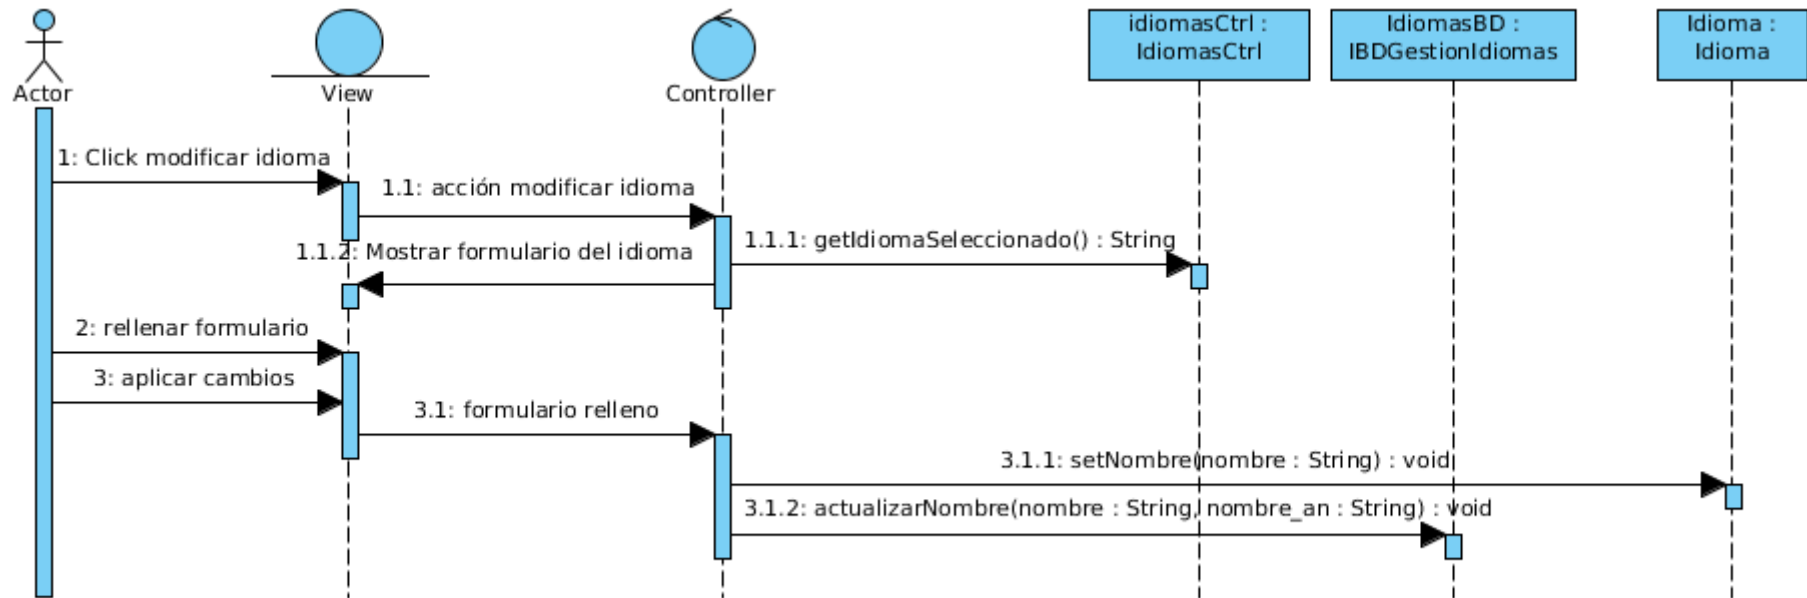 idiomasCtrl :
IdiomasCtrl
IdiomasBD :
IBDGestionIdiomas
Idioma :
Idioma
Actor
View
Controller
1: Click modificar idioma
1.1: acción modificar idioma
1.1.1: getIdiomaSeleccionado() : String
1.1.2: Mostrar formulario del idioma
2: rellenar formulario
3: aplicar cambios
3.1: formulario relleno
3.1.1: setNombre(nombre : String) : void
3.1.2: actualizarNombre(nombre : String, nombre_an : String) : void